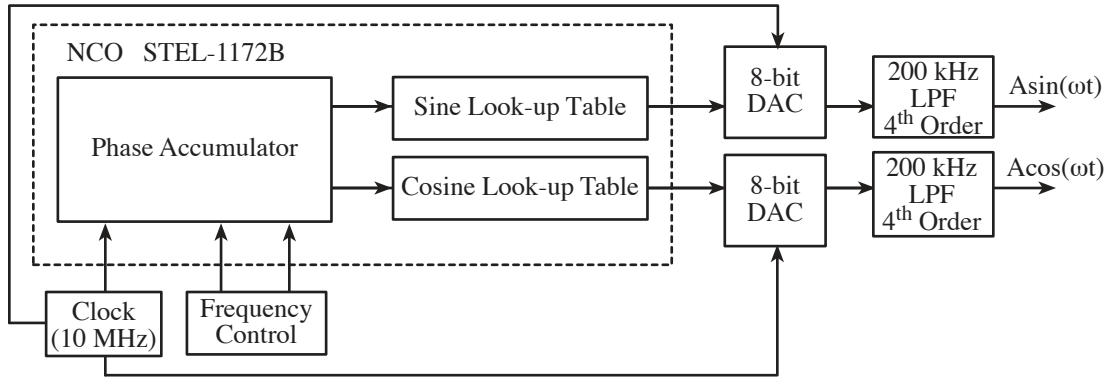 NCO STEL-1172B
Phase Accumulator
Sine Look-up Table
Cosine Look-up Table
8-bit
DAC
200 kHz
LPF
4th Order
Asin(ωt)
8-bit
DAC
200 kHz
LPF
4th Order
Acos(ωt)
Clock
(10 MHz)
Frequency
Control